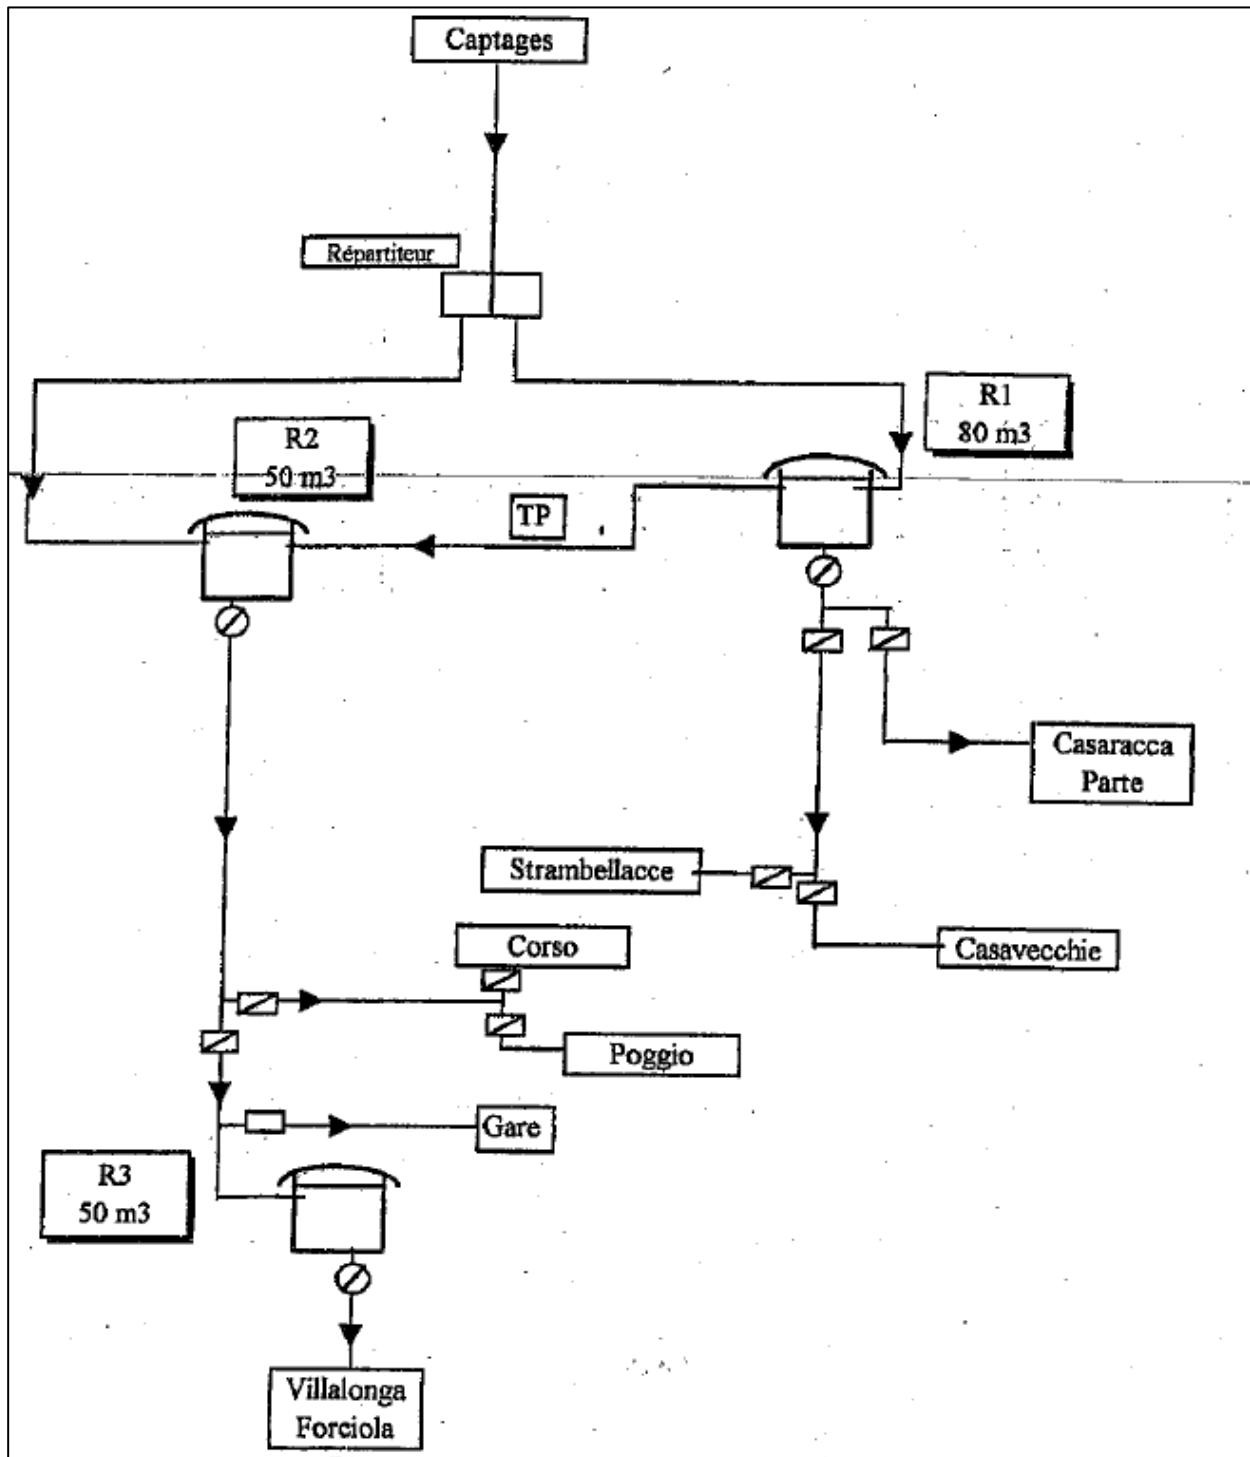 Captages
Répartiteur
R1
80 m3
R2
50 m3
TP
Casaracca
Parte
Strambellacce
Corso
Casavecchie
Poggio
Gare
R3
50 m3
Villalonga
Forciola